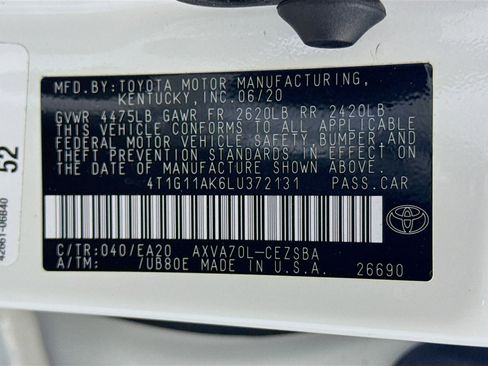 MFD.BY:TOYOTA MOTOR MANUFACTURING,
KENTUCKY,INC.06/20
GVWR 4475LB GAWR FR 2620LB RR 2420LB
THIS VEHICLE CONFORMS TO ALL APPLICABLE
FEDERAL MOTOR VEHICLE SAFETY,BUMPER,AND
THEFT PREVENTION STANDARDS IN EFFECT ON
THE DATE OF MANUFACTURE SHOWN ABOVE.
4T1G11AK6LU372131 PASS.CAR
C/TR:040/EA20 AXVA70L-CEZSBA
A/TM: /UB80E MADE IN U.S.A. 26690
52
42661-06B40